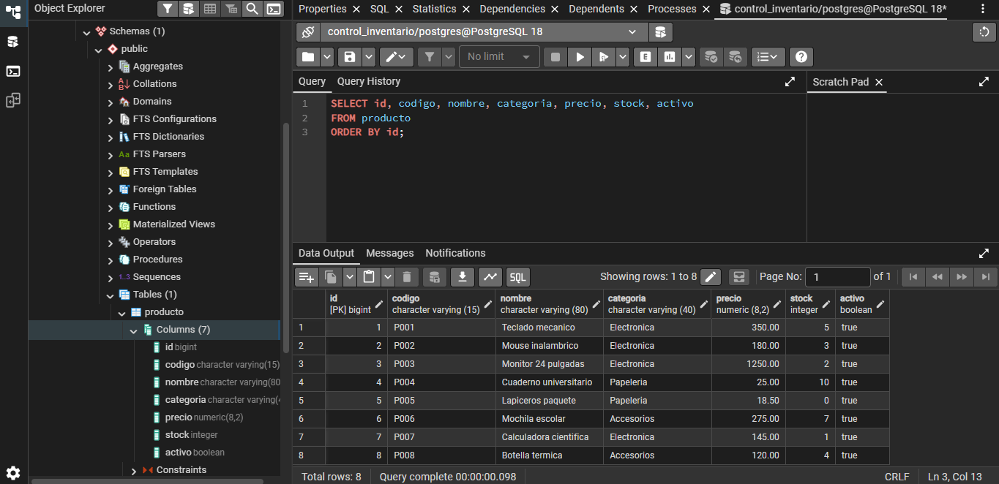 Object Explorer
Schemas (1)
public
Aggregates
Collations
Domains
FTS Configurations
FTS Dictionaries
Aa FTS Parsers
FTS Templates
Foreign Tables
Functions
Materialized Views
Operators
Procedures
1..3 Sequences
Tables (1)
producto
Columns (7)
id bigint
codigo character varying(15)
nombre character varying(80
categoria character varying(4
precio numeric(8,2)
stock integer
activo boolean
Constraints
Properties SQL Statistics Dependencies Dependents Processes control_inventario/postgres@PostgreSQL 18*
control_inventario/postgres@PostgreSQL 18
No limit E
Query Query History
1 SELECT id, codigo, nombre, categoria, precio, stock, activo
2 FROM producto
3 ORDER BY id;
Scratch Pad
Data Output Messages Notifications
SQL Showing rows: 1 to 8 Page No: 1 of 1
id codigo nombre categoria precio stock activo
[PK] bigint character varying (15) character varying (80) character varying (40) numeric (8,2) integer boolean
1 1 P001 Teclado mecanico Electronica 350.00 5 true
2 2 P002 Mouse inalambrico Electronica 180.00 3 true
3 3 P003 Monitor 24 pulgadas Electronica 1250.00 2 true
4 4 P004 Cuaderno universitario Papeleria 25.00 10 true
5 5 P005 Lapiceros paquete Papeleria 18.50 0 true
6 6 P006 Mochila escolar Accesorios 275.00 7 true
7 7 P007 Calculadora cientifica Electronica 145.00 1 true
8 8 P008 Botella termica Accesorios 120.00 4 true
Total rows: 8 Query complete 00:00:00.098 CRLF Ln 3, Col 13